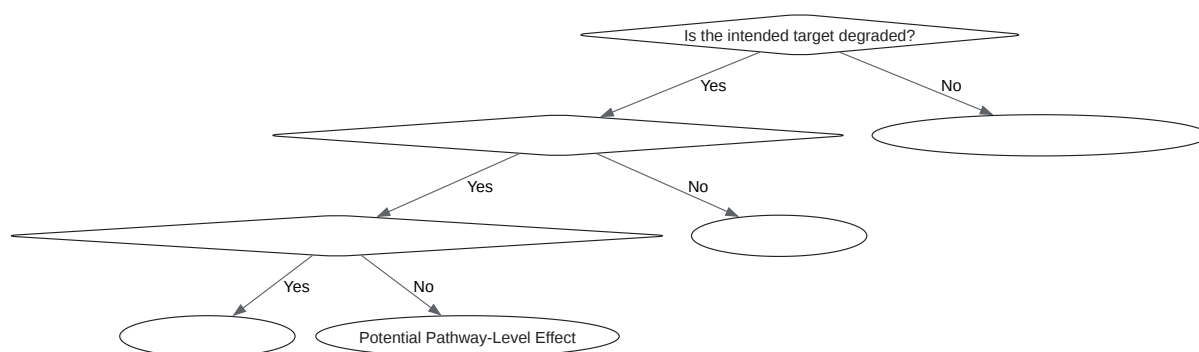 Is the intended target degraded?
Yes
No
Yes
No
Yes
No
Potential Pathway-Level Effect